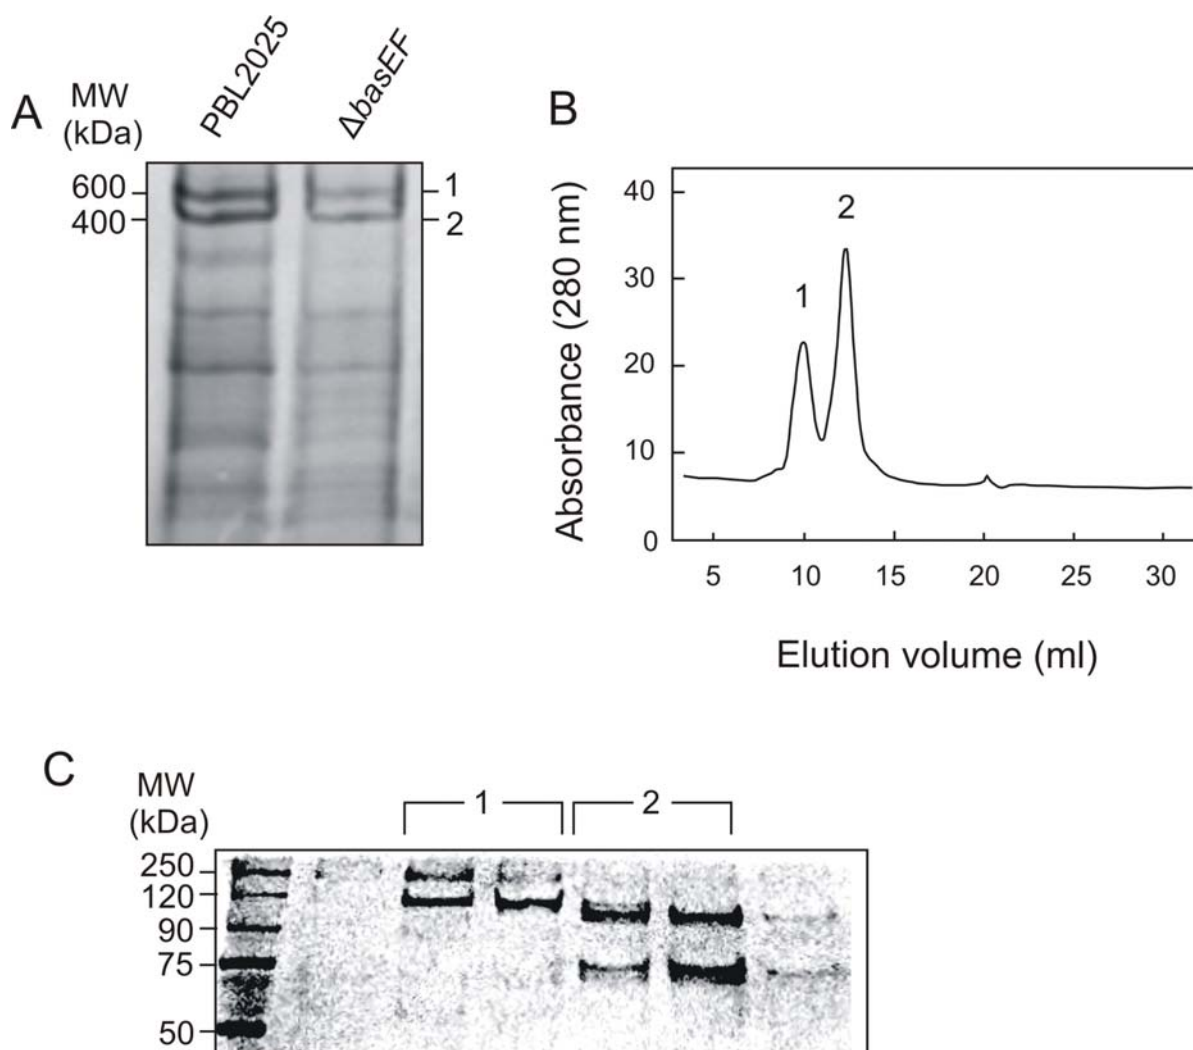 A
MW
(kDa)
PBL2025
ΔbasEF
600
400
1
2
B
Absorbance (280 nm)
40
30
20
10
0
1
2
5 10 15 20 25 30
Elution volume (ml)
C
MW
(kDa)
1 2
250
120
90
75
50